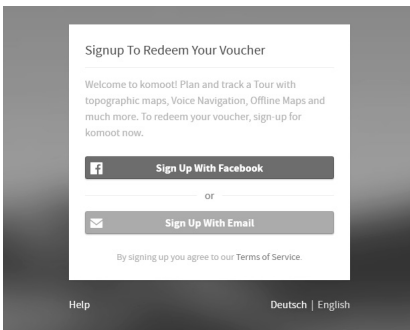 Signup To Redeem Your Voucher
Welcome to komoot! Plan and track a Tour with
topographic maps, Voice Navigation, Offline Maps and
much more. To redeem your voucher, sign-up for
komoot now.
Sign Up With Facebook
or
Sign Up With Email
By signing up you agree to our Terms of Service.
Help
Deutsch | English